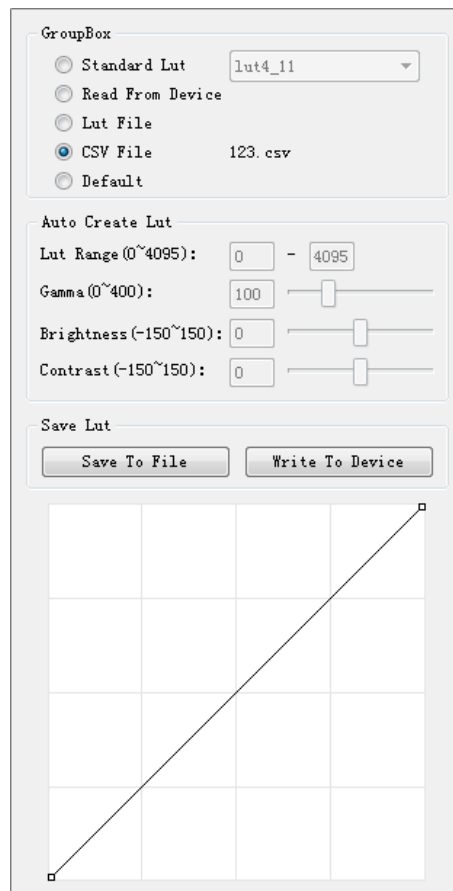 GroupBox
Standard Lut lut4_11
Read From Device
Lut File
CSV File 123.csv
Default
Auto Create Lut
Lut Range(0~4095): 0 - 4095
Gamma(0~400): 100
Brightness(-150~150): 0
Contrast(-150~150): 0
Save Lut
Save To File Write To Device